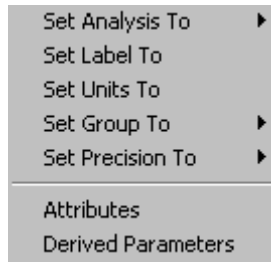 Set Analysis To
Set Label To
Set Units To
Set Group To
Set Precision To
Attributes
Derived Parameters